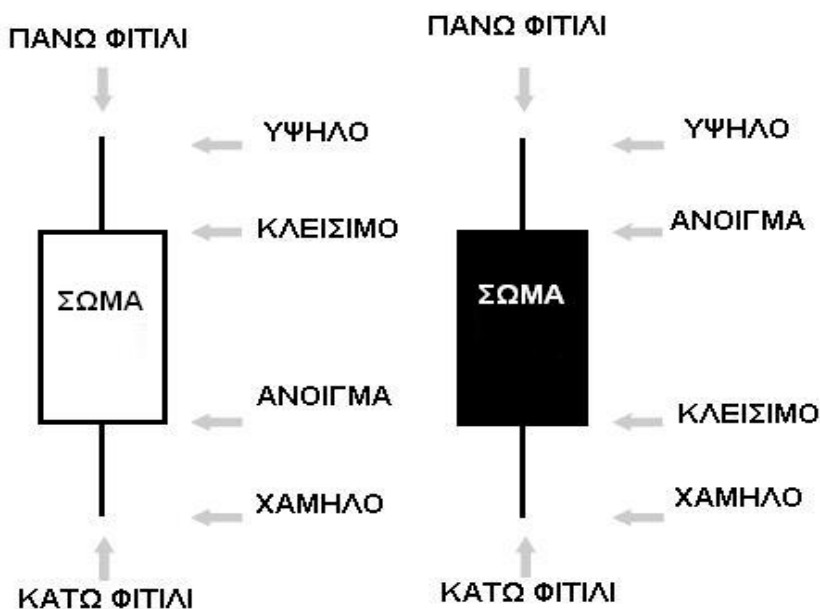 ΠΑΝΩ ΦΙΤΙΛΙ
ΥΨΗΛΟ
ΚΛΕΙΣΙΜΟ
ΣΩΜΑ
ΑΝΟΙΓΜΑ
ΧΑΜΗΛΟ
ΚΑΤΩ ΦΙΤΙΛΙ
ΠΑΝΩ ΦΙΤΙΛΙ
ΥΨΗΛΟ
ΑΝΟΙΓΜΑ
ΣΩΜΑ
ΚΛΕΙΣΙΜΟ
ΧΑΜΗΛΟ
ΚΑΤΩ ΦΙΤΙΛΙ